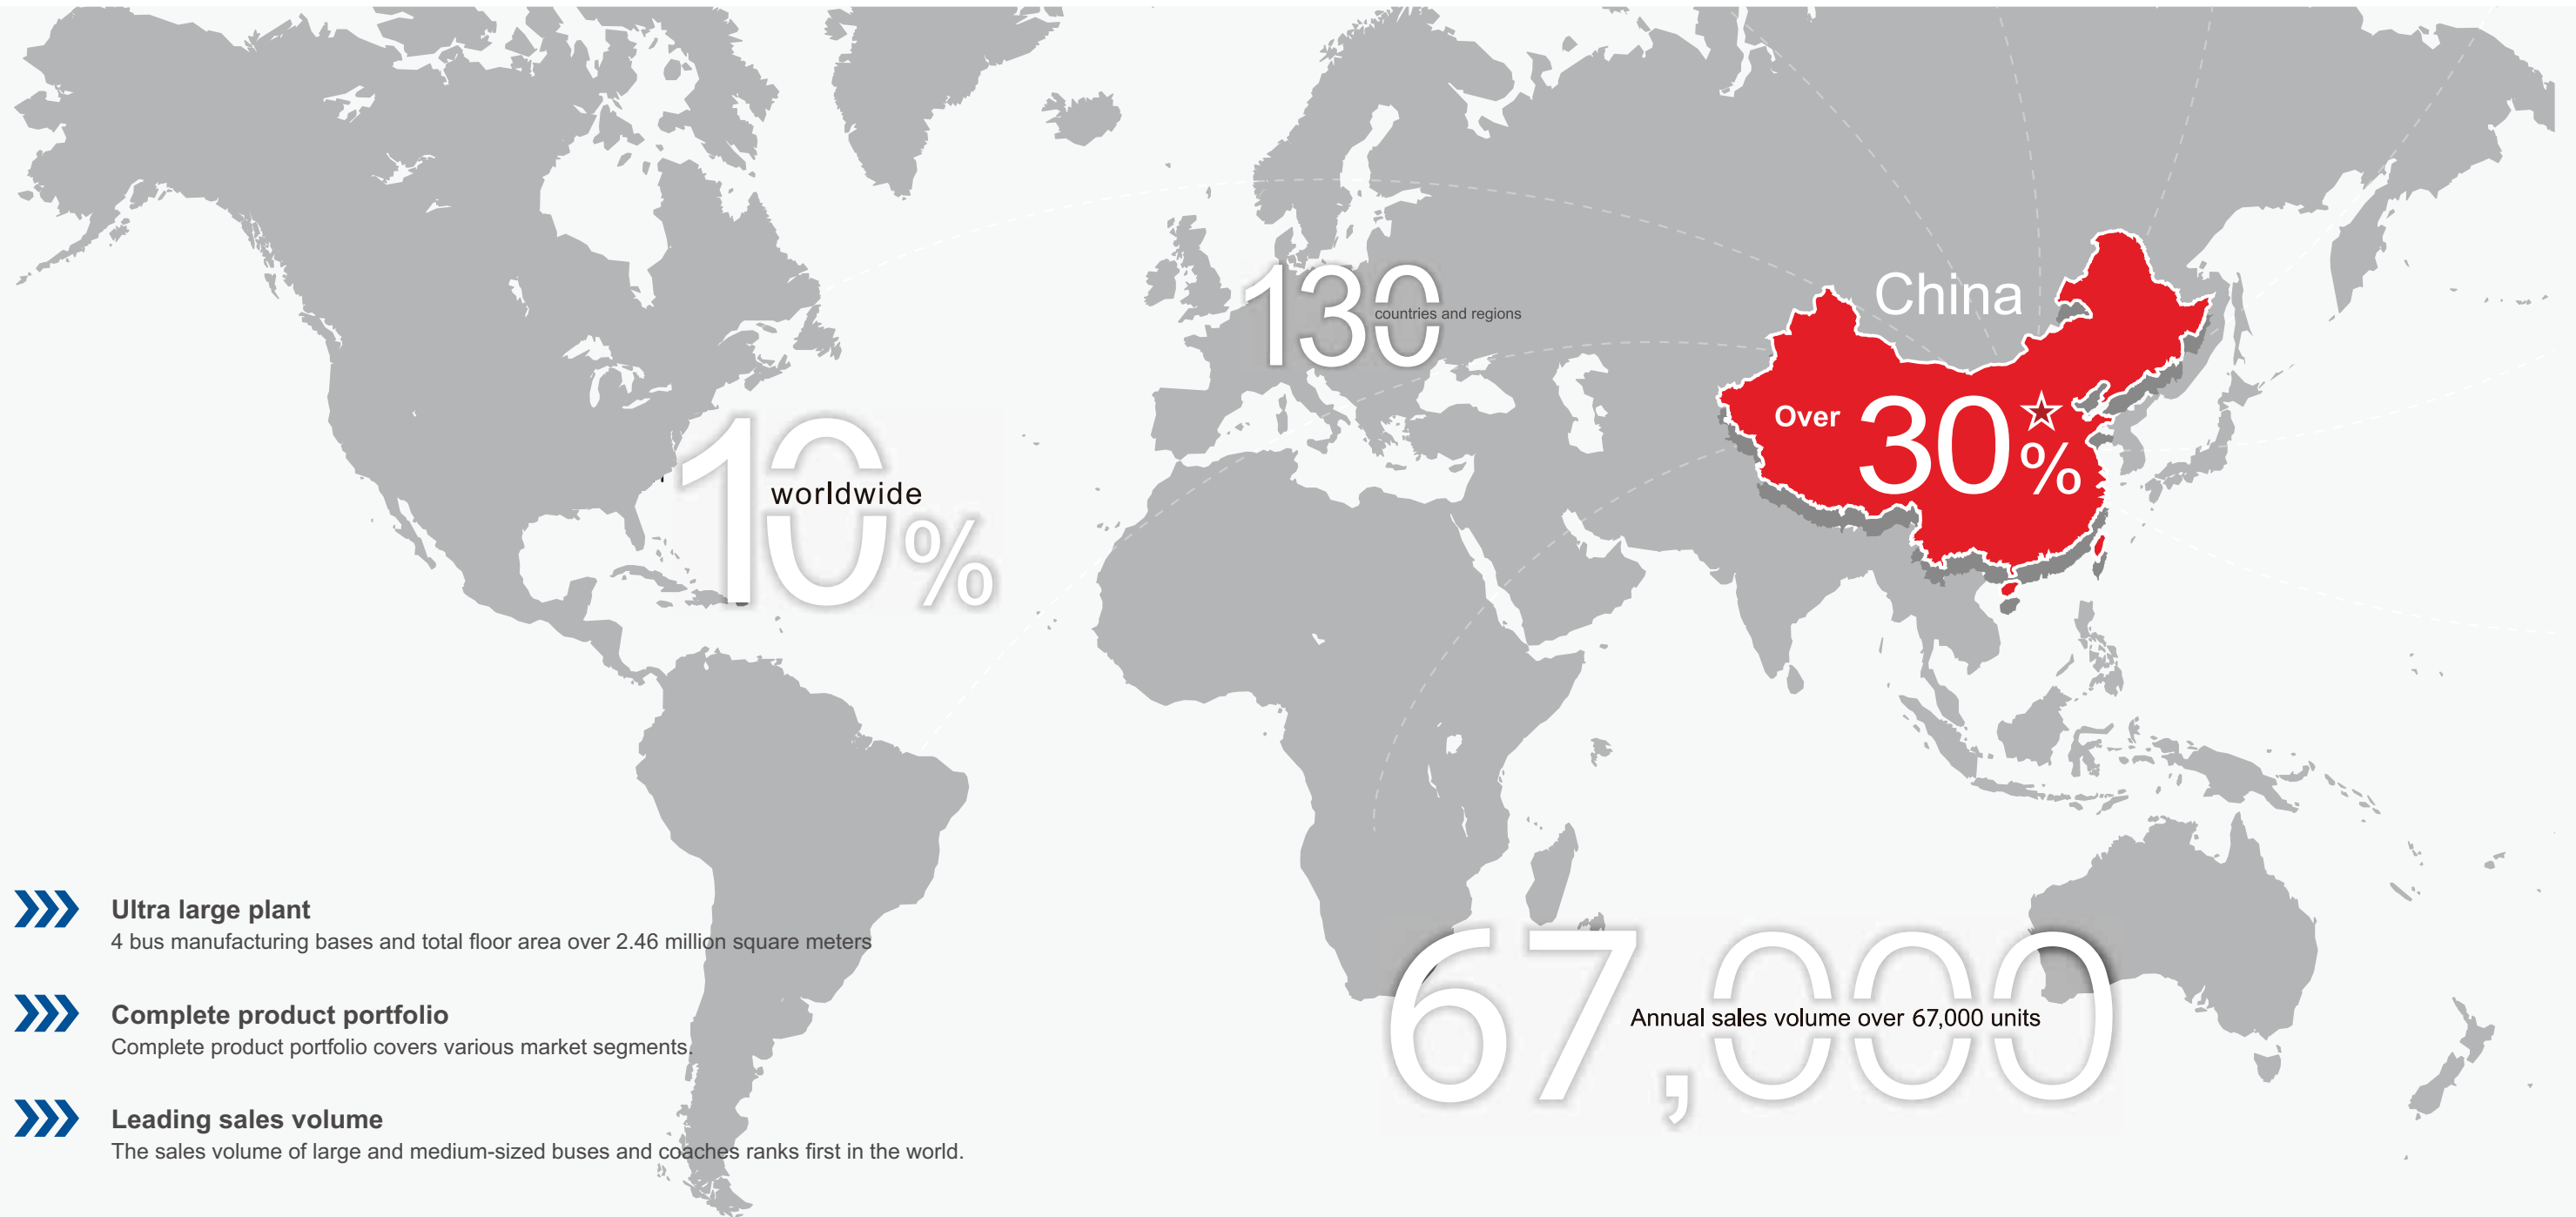 China
130
countries and regions
Over 30%
10%
worldwide
Ultra large plant
4 bus manufacturing bases and total floor area over 2.46 million square meters
67,000
Annual sales volume over 67,000 units
Complete product portfolio
Complete product portfolio covers various market segments.
Leading sales volume
The sales volume of large and medium-sized buses and coaches ranks first in the world.